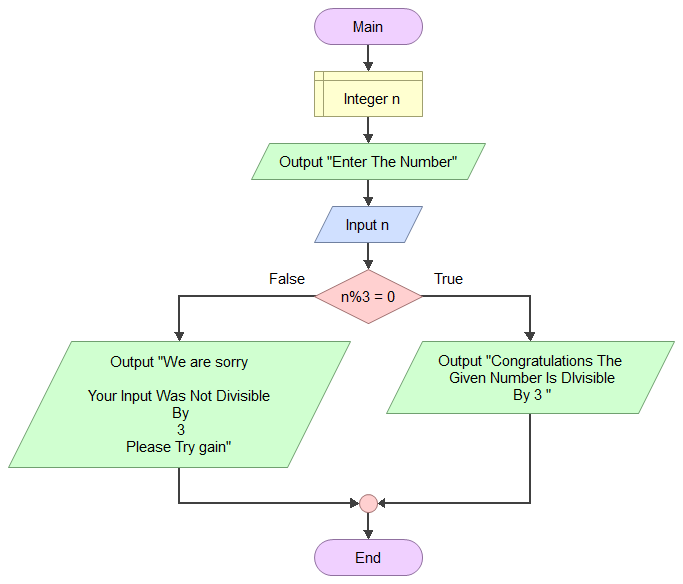 Main
Integer n
Output "Enter The Number"
Input n
False
True
n%3 = 0
Output "We are sorry
Your Input Was Not Divisible
By
3
Please Try gain"
Output "Congratulations The
Given Number Is DIvisible
By 3 "
End